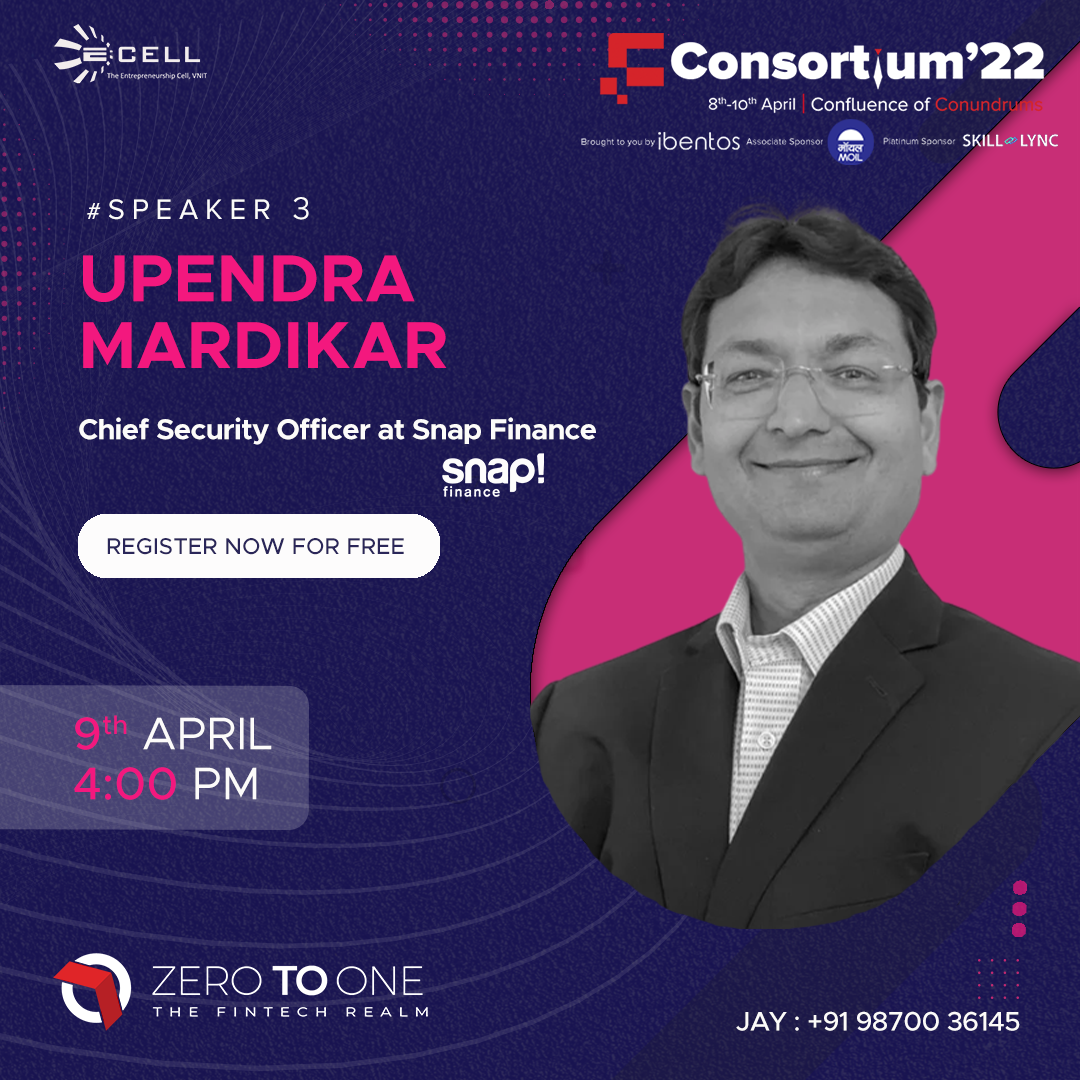 ECELL
The Entrepreneurship Cell, VNIT
Consortium'22
8th-10th April | Confluence of Conundrums
Brought to you by ibentos Associate Sponsor मॉयल MOIL Platinum Sponsor SKILL LYNC
#SPEAKER 3
UPENDRA
MARDIKAR
Chief Security Officer at Snap Finance
snap!
finance
REGISTER NOW FOR FREE
9th APRIL
4:00 PM
ZERO TO ONE
THE FINTECH REALM
JAY : +91 98700 36145